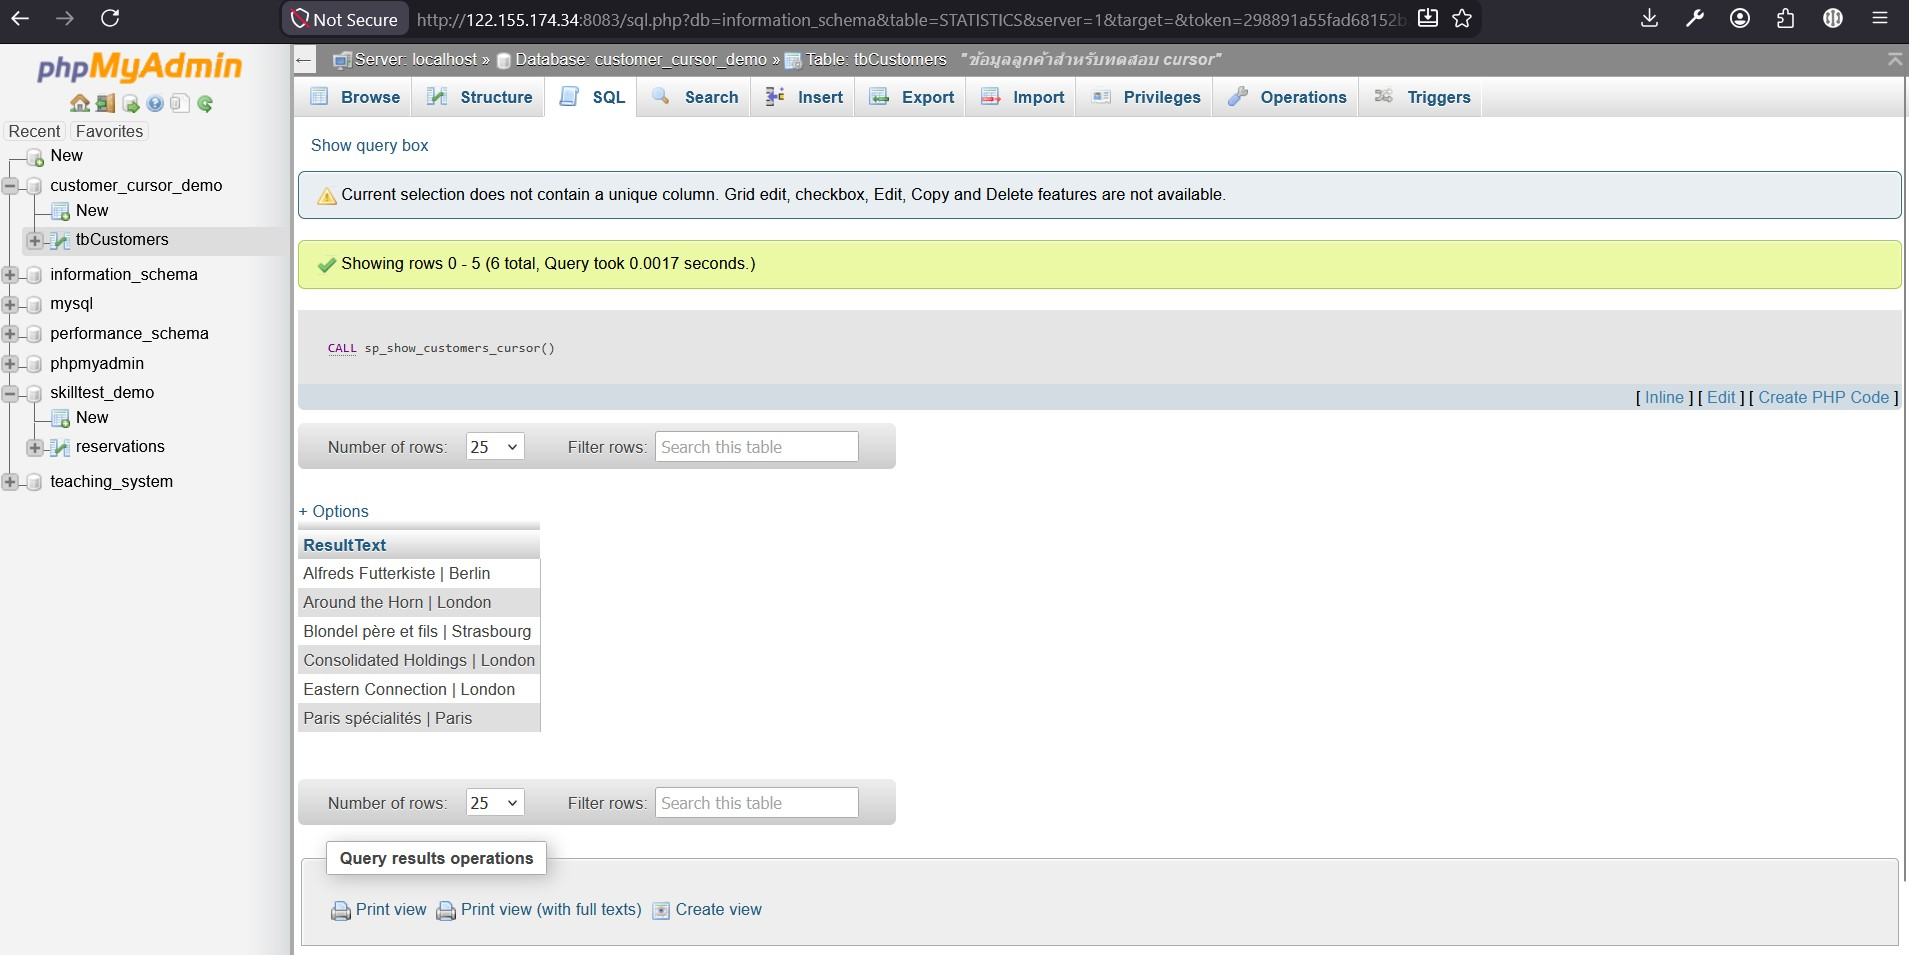 Not Secure
http://122.155.174.34:8083/sql.php?db=information_schema&table=STATISTICS&server=1&target=&token=298891a55fad68152b
phpMyAdmin
Recent Favorites
New
customer_cursor_demo
New
tbCustomers
information_schema
mysql
performance_schema
phpmyadmin
skilltest_demo
New
reservations
teaching_system
Server: localhost » Database: customer_cursor_demo » Table: tbCustomers "ข้อมูลลูกค้าสำหรับทดสอบ cursor"
Browse Structure SQL Search Insert Export Import Privileges Operations Triggers
Show query box
Current selection does not contain a unique column. Grid edit, checkbox, Edit, Copy and Delete features are not available.
Showing rows 0 - 5 (6 total, Query took 0.0017 seconds.)
CALL sp_show_customers_cursor()
[ Inline ] [ Edit ] [ Create PHP Code ]
Number of rows: 25 Filter rows: Search this table
+ Options
ResultText
Alfreds Futterkiste | Berlin
Around the Horn | London
Blondel père et fils | Strasbourg
Consolidated Holdings | London
Eastern Connection | London
Paris spécialités | Paris
Number of rows: 25 Filter rows: Search this table
Query results operations
Print view Print view (with full texts) Create view